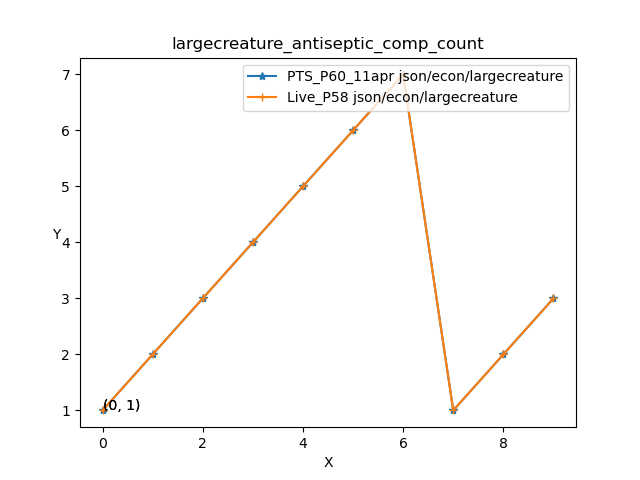 largecreature_antiseptic_comp_count
PTS_P60_11apr json/econ/largecreature
Live_P58 json/econ/largecreature
7
6
5
4
3
2
1
Y
(0, 1)
0 2 4 6 8
X